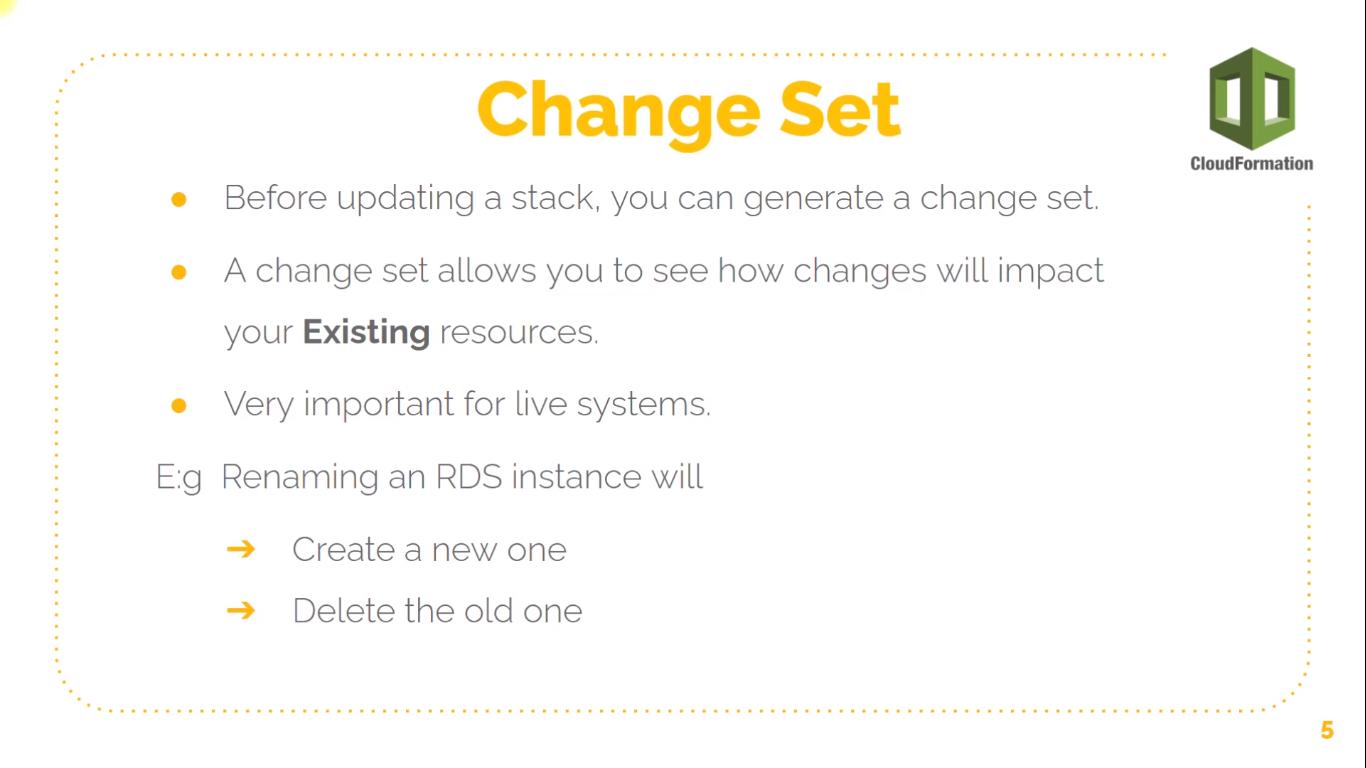 Change Set
CloudFormation
● Before updating a stack, you can generate a change set.
● A change set allows you to see how changes will impact
your Existing resources.
● Very important for live systems.
E:g Renaming an RDS instance will
➔ Create a new one
➔ Delete the old one
5